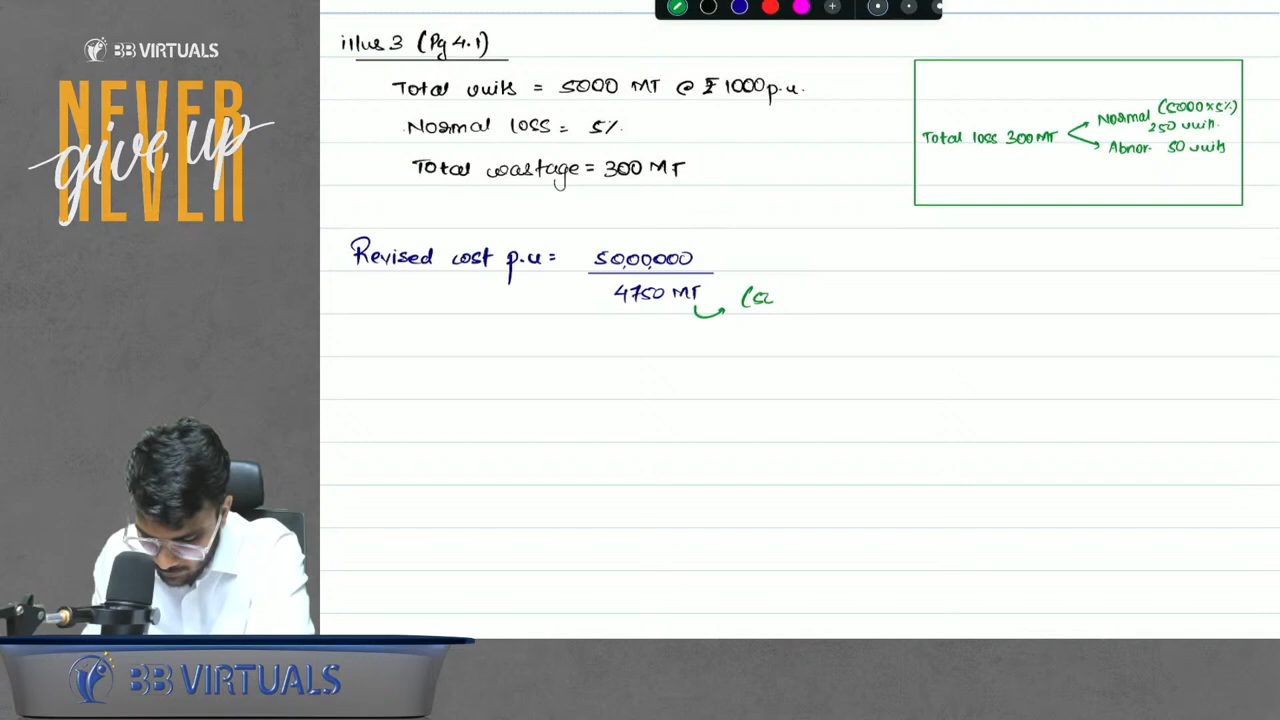 BB VIRTUALS
NEVER
give up
NEVER
illus 3 (Pg 4.1)
Total units = 5000 MT @ ₹ 1000 p.u.
Normal loss = 5%.
Total wastage = 300 MT
Total loss 300 MT
Normal (5000×5%)
250 unit.
Abnor. 50 units
Revised cost p.u = 50,00,000
4750 MT (50
BB VIRTUALS